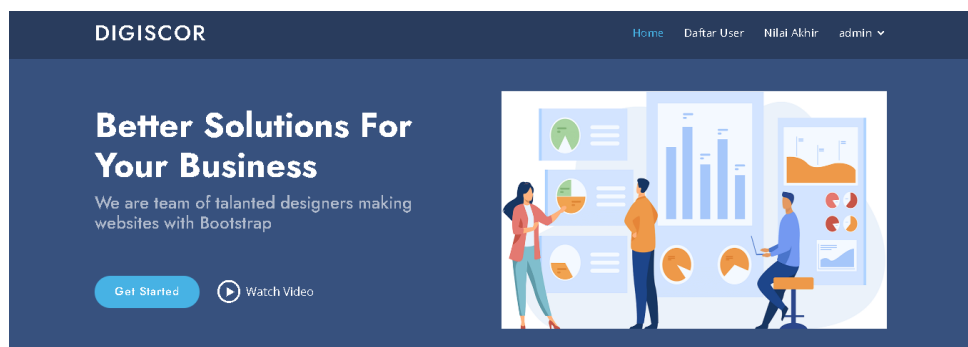 DIGISCOR
Home Daftar User Nilai Akhir admin
Better Solutions For
Your Business
We are team of talanted designers making
websites with Bootstrap
Get Started Watch Video